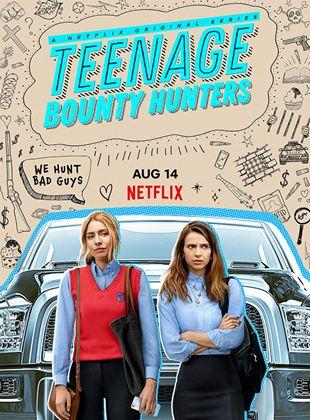 A NETFLIX ORIGINAL SERIES
TEENAGE
BOUNTY HUNTERS
WE HUNT
BAD GUYS
AUG 14
NETFLIX